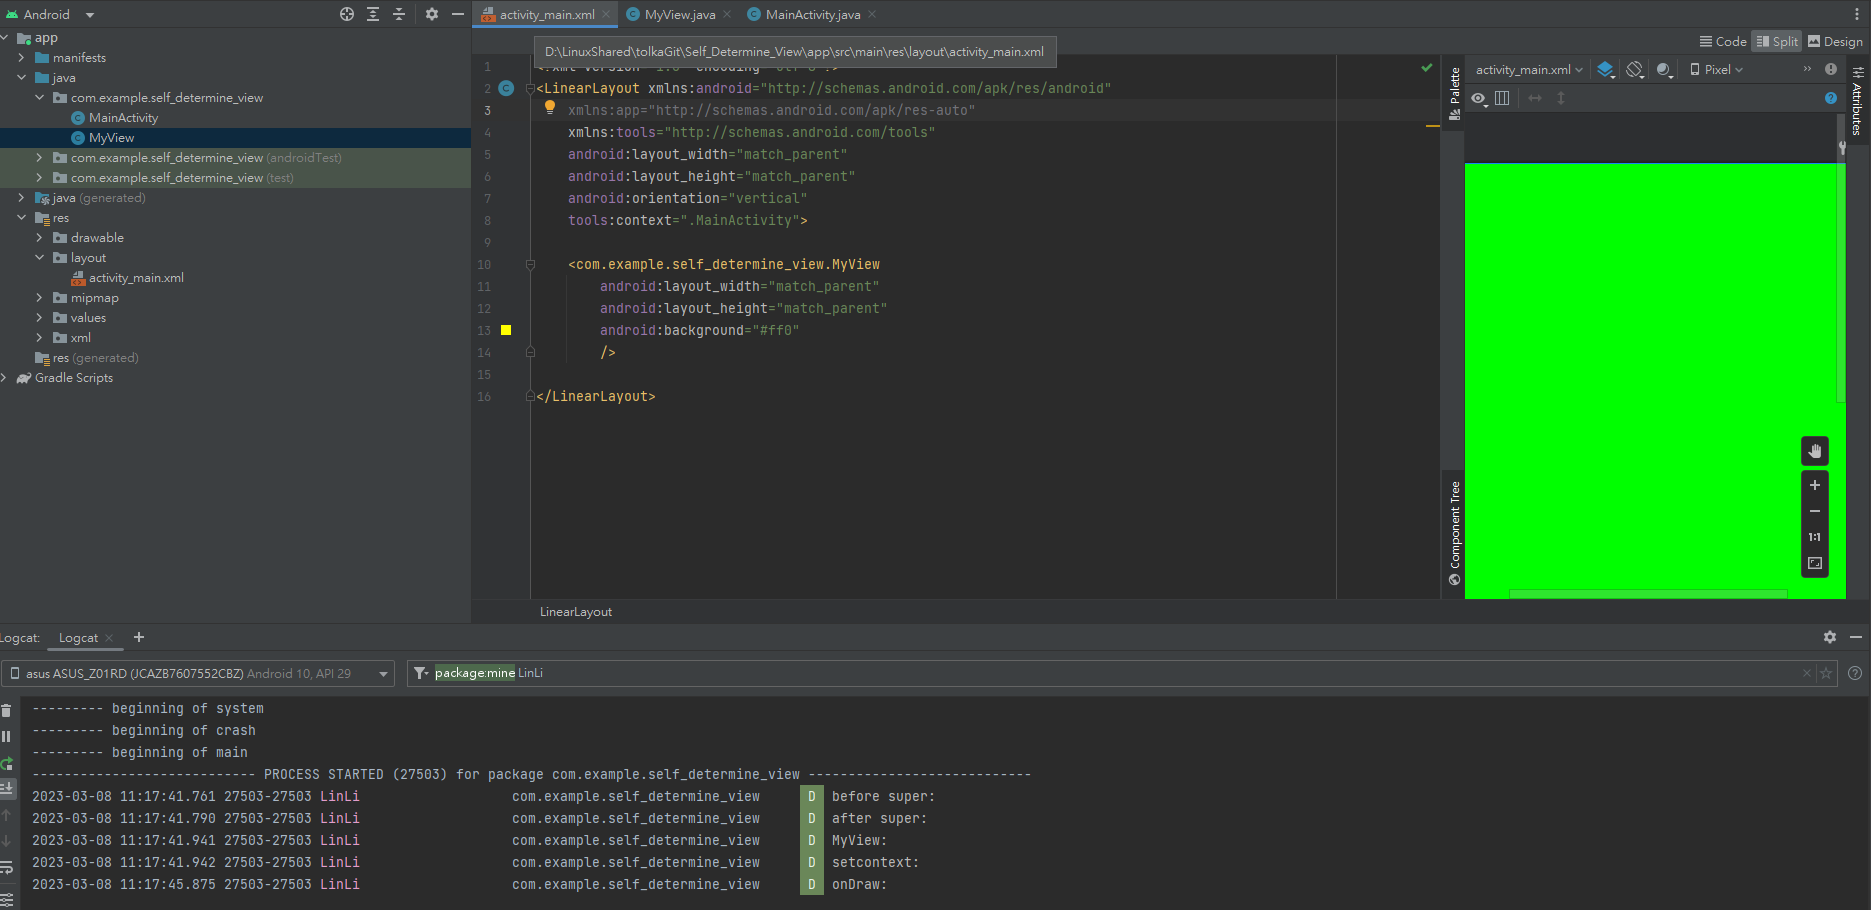 Android
activity_main.xml
MyView.java
MainActivity.java
D:\LinuxShared\tolkaGit\Self_Determine_View\app\src\main\res\layout\activity_main.xml
Code
Split
Design
app
manifests
java
com.example.self_determine_view
MainActivity
MyView
com.example.self_determine_view (androidTest)
com.example.self_determine_view (test)
java (generated)
res
drawable
layout
activity_main.xml
mipmap
values
xml
res (generated)
Gradle Scripts
1
2 <LinearLayout xmlns:android="http://schemas.android.com/apk/res/android"
3 xmlns:app="http://schemas.android.com/apk/res-auto"
4 xmlns:tools="http://schemas.android.com/tools"
5 android:layout_width="match_parent"
6 android:layout_height="match_parent"
7 android:orientation="vertical"
8 tools:context=".MainActivity">
9
10 <com.example.self_determine_view.MyView
11 android:layout_width="match_parent"
12 android:layout_height="match_parent"
13 android:background="#ff0"
14 />
15
16 </LinearLayout>
LinearLayout
Palette
Component Tree
activity_main.xml
Pixel
Attributes
1:1
Logcat:
Logcat
asus ASUS_Z01RD (JCAZB7607552CBZ) Android 10, API 29
package:mine LinLi
--------- beginning of system
--------- beginning of crash
--------- beginning of main
---------------------------- PROCESS STARTED (27503) for package com.example.self_determine_view ----------------------------
2023-03-08 11:17:41.761 27503-27503 LinLi com.example.self_determine_view D before super:
2023-03-08 11:17:41.790 27503-27503 LinLi com.example.self_determine_view D after super:
2023-03-08 11:17:41.941 27503-27503 LinLi com.example.self_determine_view D MyView:
2023-03-08 11:17:41.942 27503-27503 LinLi com.example.self_determine_view D setcontext:
2023-03-08 11:17:45.875 27503-27503 LinLi com.example.self_determine_view D onDraw: